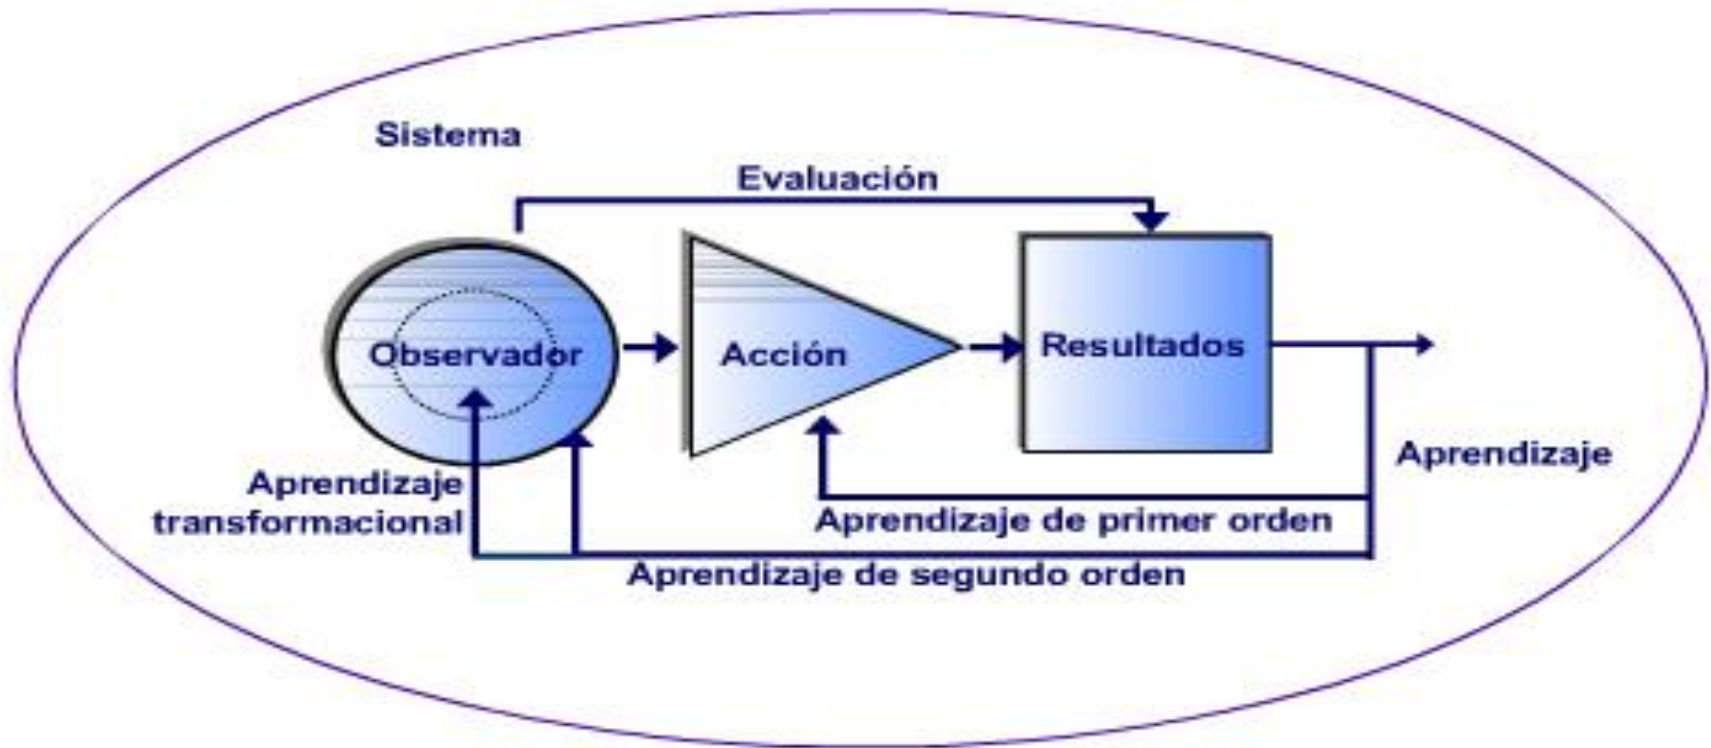 Sistema
Evaluación
Observador
Acción
Resultados
Aprendizaje
Aprendizaje
transformacional
Aprendizaje de primer orden
Aprendizaje de segundo orden